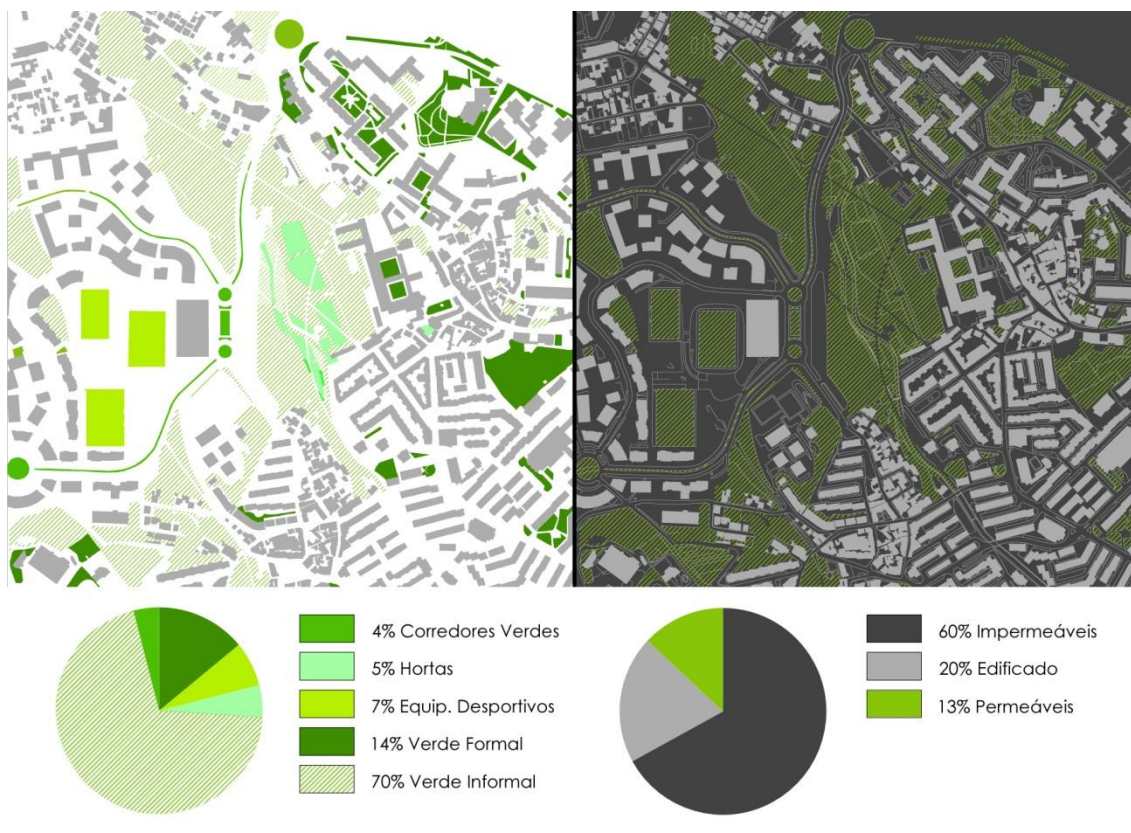 4% Corredores Verdes
5% Hortas
7% Equip. Desportivos
14% Verde Formal
70% Verde Informal
60% Impermeáveis
20% Edificado
13% Permeáveis